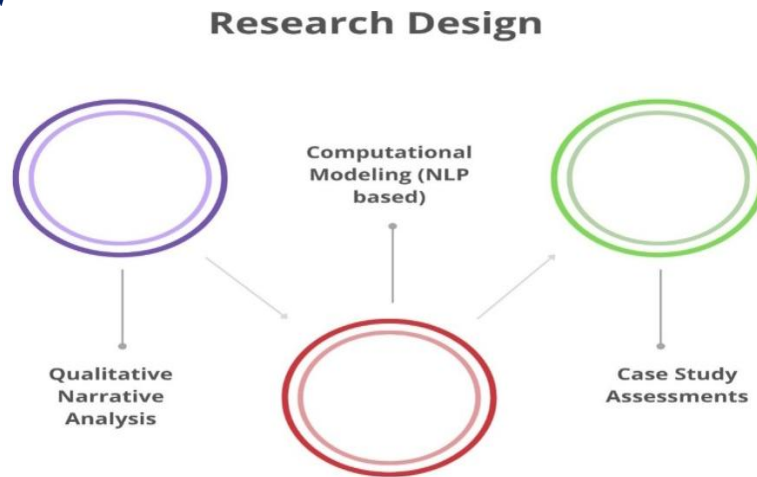 Research Design
Computational
Modeling (NLP
based)
Qualitative
Narrative
Analysis
Case Study
Assessments